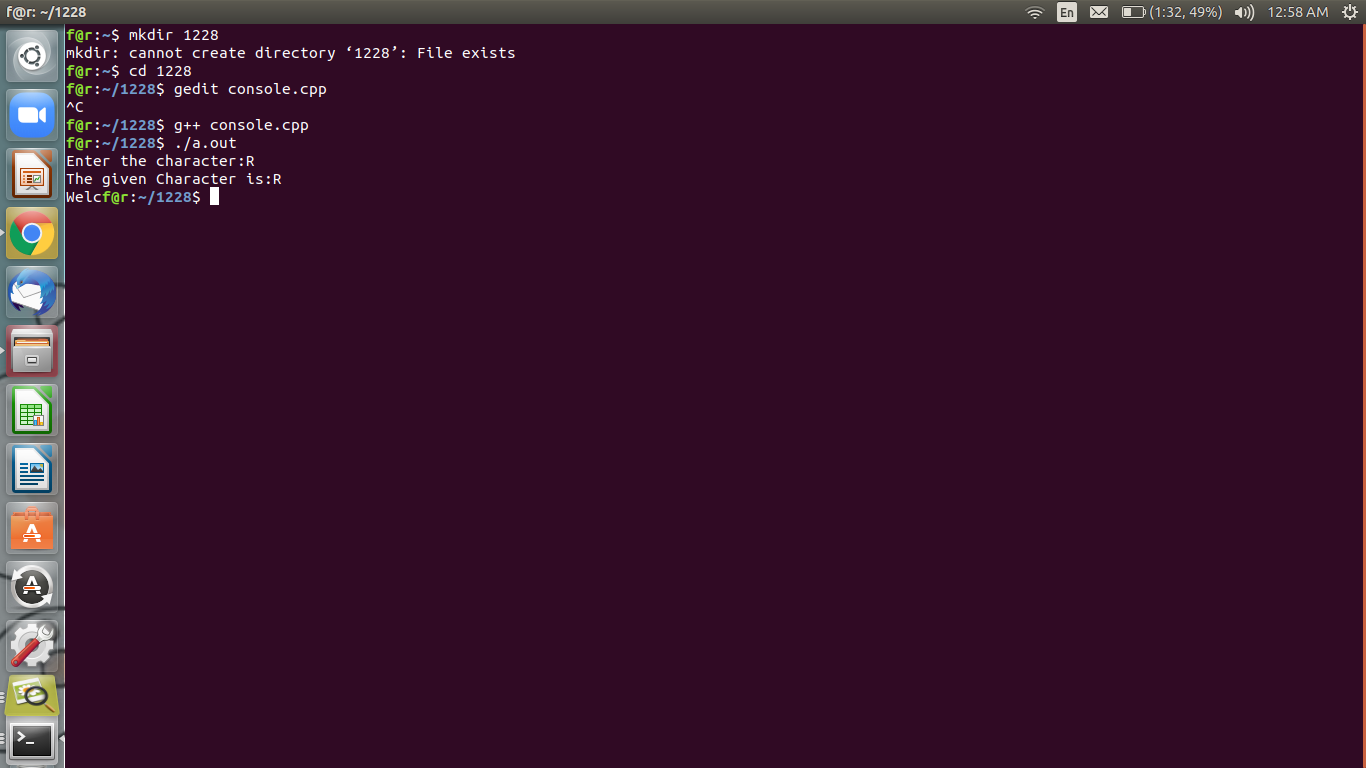 f@r: ~/1228
En
(1:32, 49%)
12:58 AM
f@r:~$ mkdir 1228
mkdir: cannot create directory ‘1228’: File exists
f@r:~$ cd 1228
f@r:~/1228$ gedit console.cpp
^C
f@r:~/1228$ g++ console.cpp
f@r:~/1228$ ./a.out
Enter the character:R
The given Character is:R
Welcf@r:~/1228$